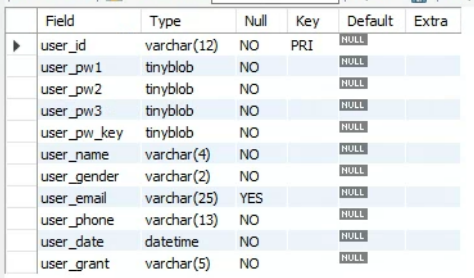 Field Type Null Key Default Extra
user_id varchar(12) NO PRI NULL
user_pw1 tinyblob NO NULL
user_pw2 tinyblob NO NULL
user_pw3 tinyblob NO NULL
user_pw_key tinyblob NO NULL
user_name varchar(4) NO NULL
user_gender varchar(2) NO NULL
user_email varchar(25) YES NULL
user_phone varchar(13) NO NULL
user_date datetime NO NULL
user_grant varchar(5) NO NULL